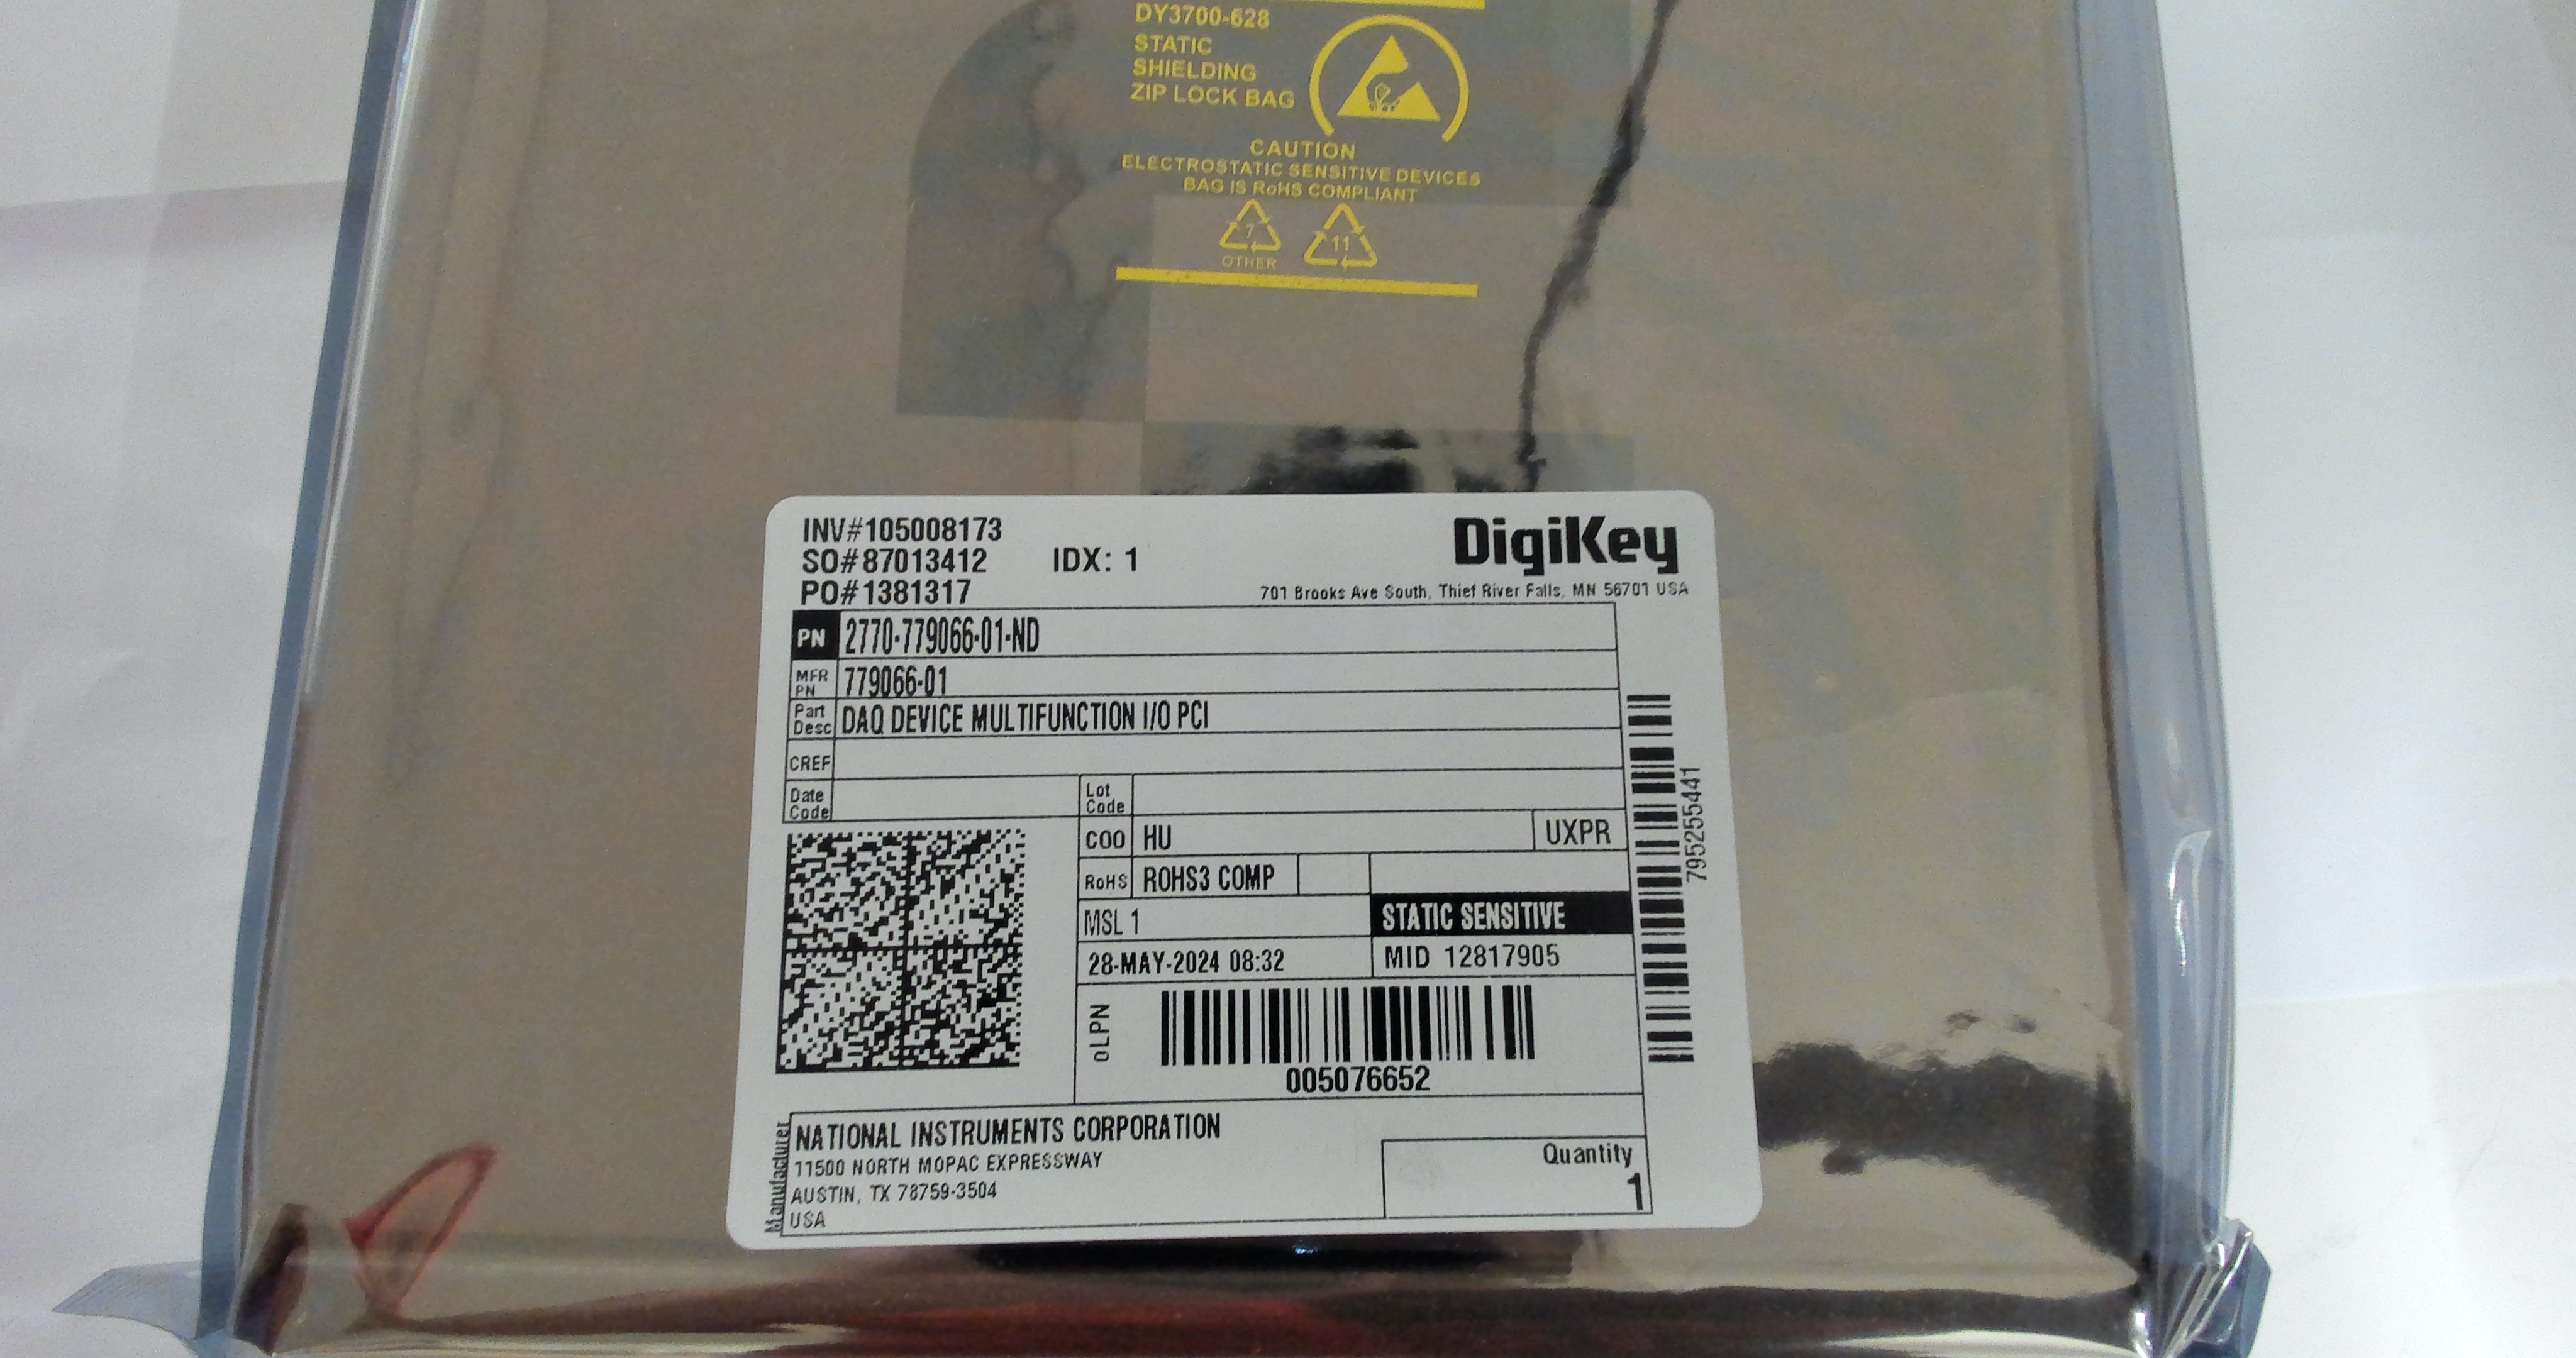 DY3700-628
STATIC
SHIELDING
ZIP LOCK BAG
CAUTION
ELECTROSTATIC SENSITIVE DEVICES
BAG IS RoHS COMPLIANT
7
11
OTHER
INV#105008173
SO#87013412 IDX: 1
PO#1381317
DigiKey
701 Brooks Ave South, Thief River Falls, MN 56701 USA
PN 2770-779066-01-ND
MFR PN 779066-01
Part Desc DAQ DEVICE MULTIFUNCTION I/O PCI
CREF
Date Code
Lot Code
COO HU UXPR
RoHS ROHS3 COMP
MSL 1 STATIC SENSITIVE
28-MAY-2024 08:32 MID 12817905
oLPN
005076652
795255441
Manufacturer
NATIONAL INSTRUMENTS CORPORATION
11500 NORTH MOPAC EXPRESSWAY
AUSTIN, TX 78759-3504
USA
Quantity
1